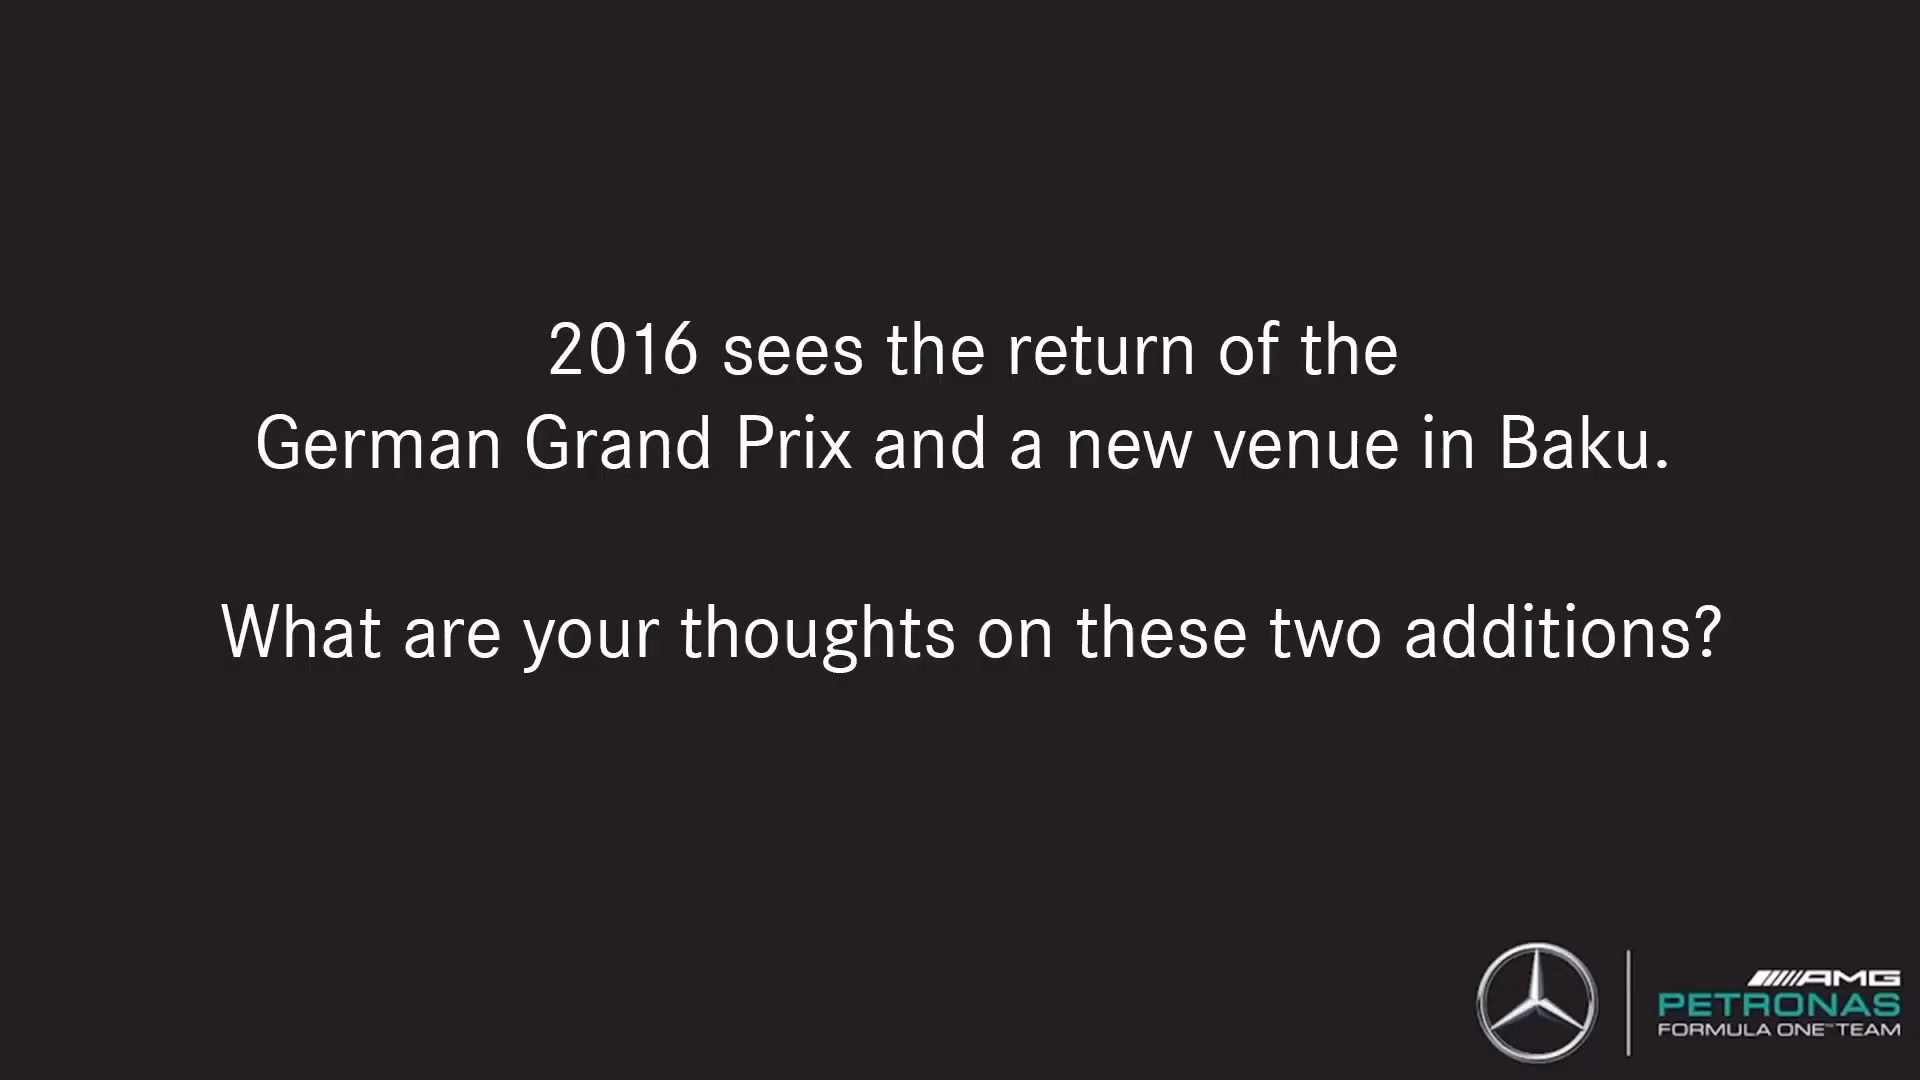 2016 sees the return of the
German Grand Prix and a new venue in Baku.
What are your thoughts on these two additions?
AMG
PETRONAS
FORMULA ONE™ TEAM